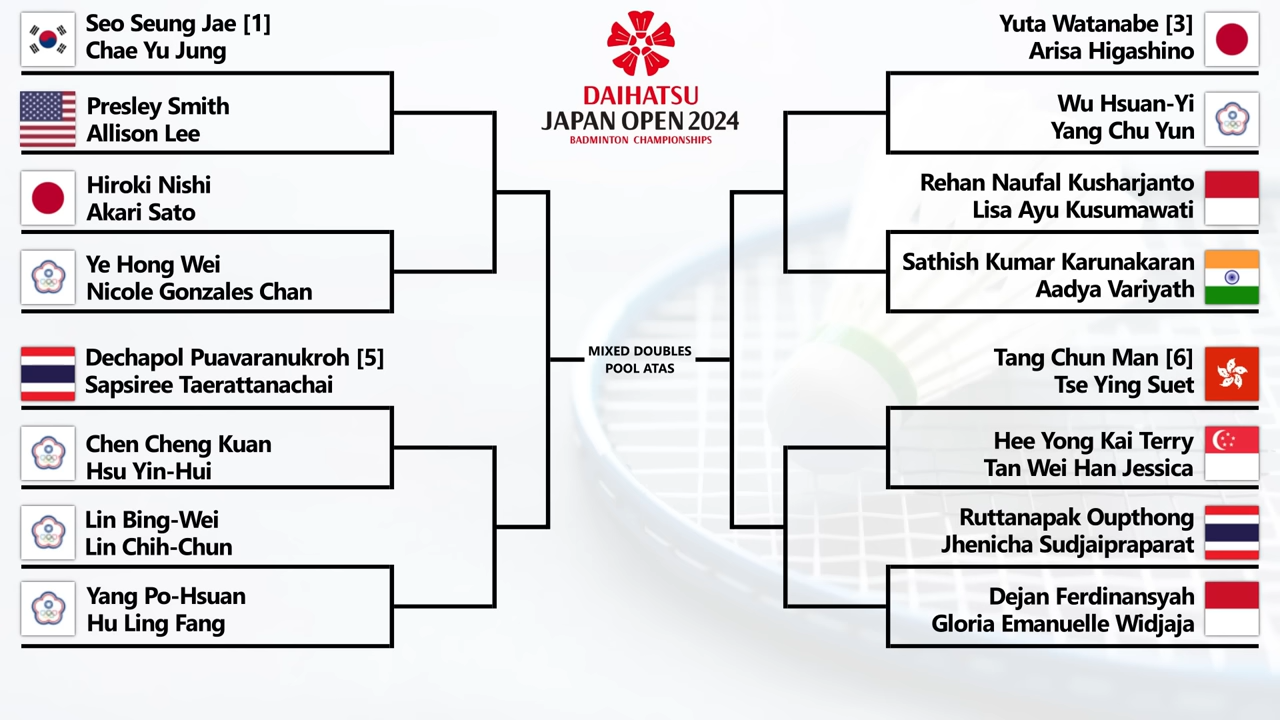 Seo Seung Jae [1]
Chae Yu Jung
Presley Smith
Allison Lee
Hiroki Nishi
Akari Sato
Ye Hong Wei
Nicole Gonzales Chan
Dechapol Puavaranukroh [5]
Sapsiree Taerattanachai
Chen Cheng Kuan
Hsu Yin-Hui
Lin Bing-Wei
Lin Chih-Chun
Yang Po-Hsuan
Hu Ling Fang
DAIHATSU
JAPAN OPEN 2024
BADMINTON CHAMPIONSHIPS
MIXED DOUBLES
POOL ATAS
Yuta Watanabe [3]
Arisa Higashino
Wu Hsuan-Yi
Yang Chu Yun
Rehan Naufal Kusharjanto
Lisa Ayu Kusumawati
Sathish Kumar Karunakaran
Aadya Variyath
Tang Chun Man [6]
Tse Ying Suet
Hee Yong Kai Terry
Tan Wei Han Jessica
Ruttanapak Oupthong
Jhenicha Sudjaipraparat
Dejan Ferdinansyah
Gloria Emanuelle Widjaja